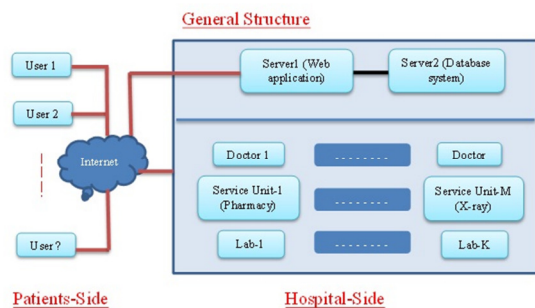 General Structure
User 1
User 2
Internet
User ?
Server1 (Web
application)
Server2 (Database
system)
Doctor 1
- - - - - - - -
Doctor
Service Unit-1
(Pharmacy)
- - - - - - - -
Service Unit-M
(X-ray)
Lab-1
- - - - - - - -
Lab-K
Patients-Side
Hospital-Side